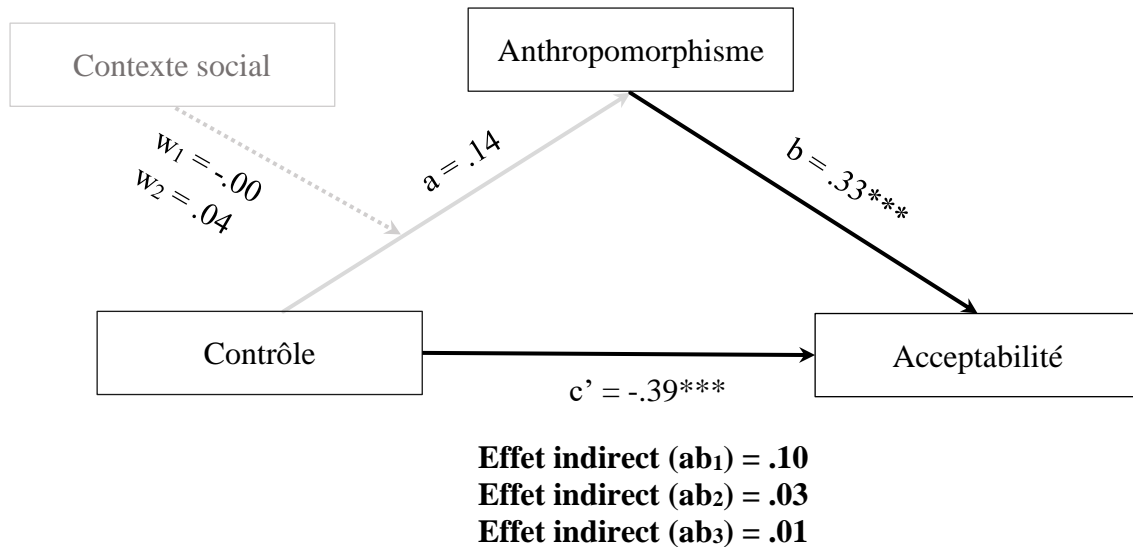 Anthropomorphisme
Contexte social
w₁ = -.00
w₂ = .04
a = .14
b = .33***
Contrôle
Acceptabilité
c’ = -.39***
Effet indirect (ab₁) = .10
Effet indirect (ab₂) = .03
Effet indirect (ab₃) = .01